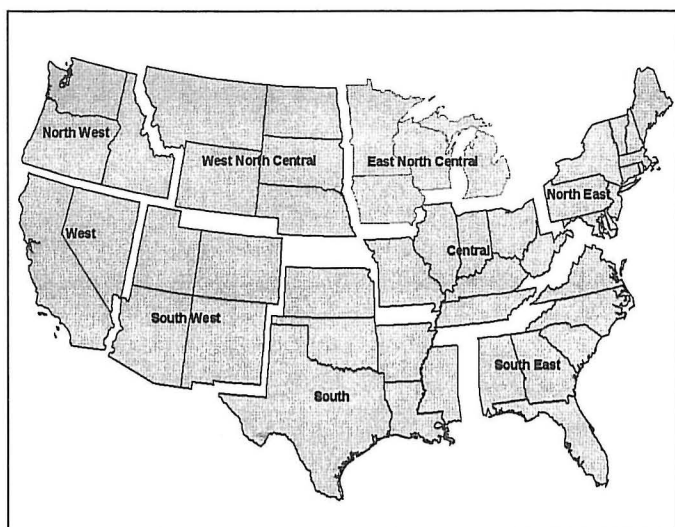 North West
West North Central
East North Central
North East
West
Central
South West
South East
South